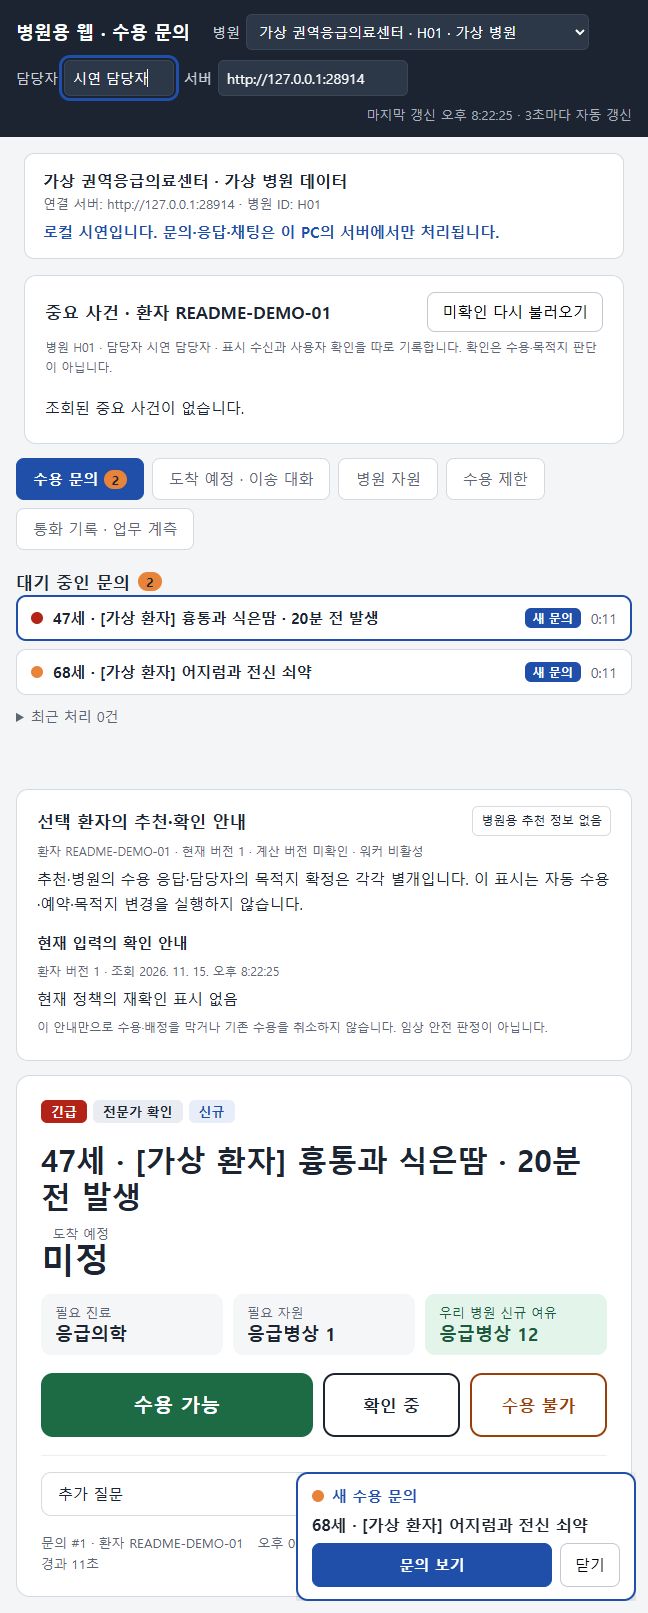 병원용 웹 · 수용 문의
병원
가상 권역응급의료센터 · H01 · 가상 병원
담당자
시연 담당자
서버
http://127.0.0.1:28914
마지막 갱신 오후 8:22:25 · 3초마다 자동 갱신
가상 권역응급의료센터 · 가상 병원 데이터
연결 서버: http://127.0.0.1:28914 · 병원 ID: H01
로컬 시연입니다. 문의·응답·채팅은 이 PC의 서버에서만 처리됩니다.
중요 사건 · 환자 README-DEMO-01
미확인 다시 불러오기
병원 H01 · 담당자 시연 담당자 · 표시 수신과 사용자 확인을 따로 기록합니다. 확인은 수용·목적지 판단
이 아닙니다.
조회된 중요 사건이 없습니다.
수용 문의 2
도착 예정 · 이송 대화
병원 자원
수용 제한
통화 기록 · 업무 계측
대기 중인 문의 2
47세 · [가상 환자] 흉통과 식은땀 · 20분 전 발생
새 문의
0:11
68세 · [가상 환자] 어지럼과 전신 쇠약
새 문의
0:11
▶ 최근 처리 0건
선택 환자의 추천·확인 안내
병원용 추천 정보 없음
환자 README-DEMO-01 · 현재 버전 1 · 계산 버전 미확인 · 워커 비활성
추천·병원의 수용 응답·담당자의 목적지 확정은 각각 별개입니다. 이 표시는 자동 수용
·예약·목적지 변경을 실행하지 않습니다.
현재 입력의 확인 안내
환자 버전 1 · 조회 2026. 11. 15. 오후 8:22:25
현재 정책의 재확인 표시 없음
이 안내만으로 수용·배정을 막거나 기존 수용을 취소하지 않습니다. 임상 안전 판정이 아닙니다.
긴급
전문가 확인
신규
47세 · [가상 환자] 흉통과 식은땀 · 20분
전 발생
도착 예정
미정
필요 진료
응급의학
필요 자원
응급병상 1
우리 병원 신규 여유
응급병상 12
수용 가능
확인 중
수용 불가
추가 질문
문의 #1 · 환자 README-DEMO-01 오후 0
경과 11초
새 수용 문의
68세 · [가상 환자] 어지럼과 전신 쇠약
문의 보기
닫기